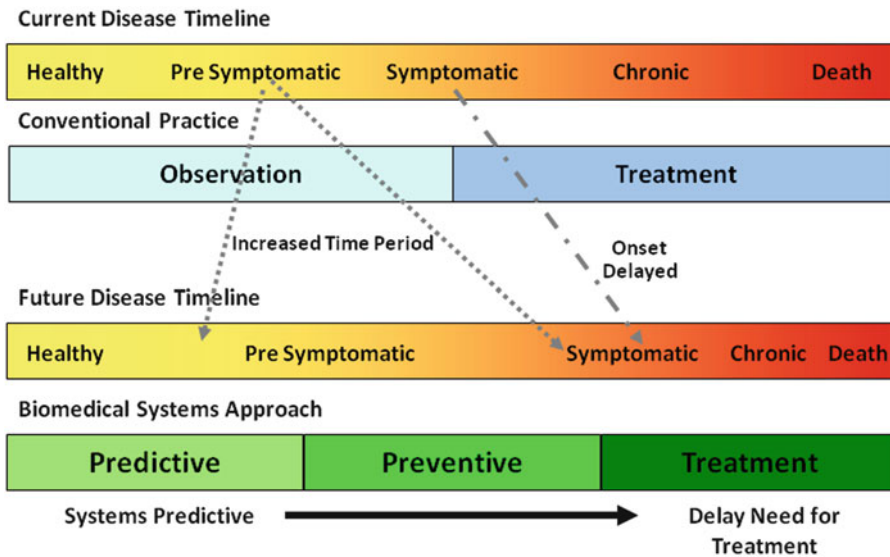 Current Disease Timeline
Healthy Pre Symptomatic Symptomatic Chronic Death
Conventional Practice
Observation Treatment
Increased Time Period
Onset
Delayed
Future Disease Timeline
Healthy Pre Symptomatic Symptomatic Chronic Death
Biomedical Systems Approach
Predictive Preventive Treatment
Systems Predictive Delay Need for
Treatment